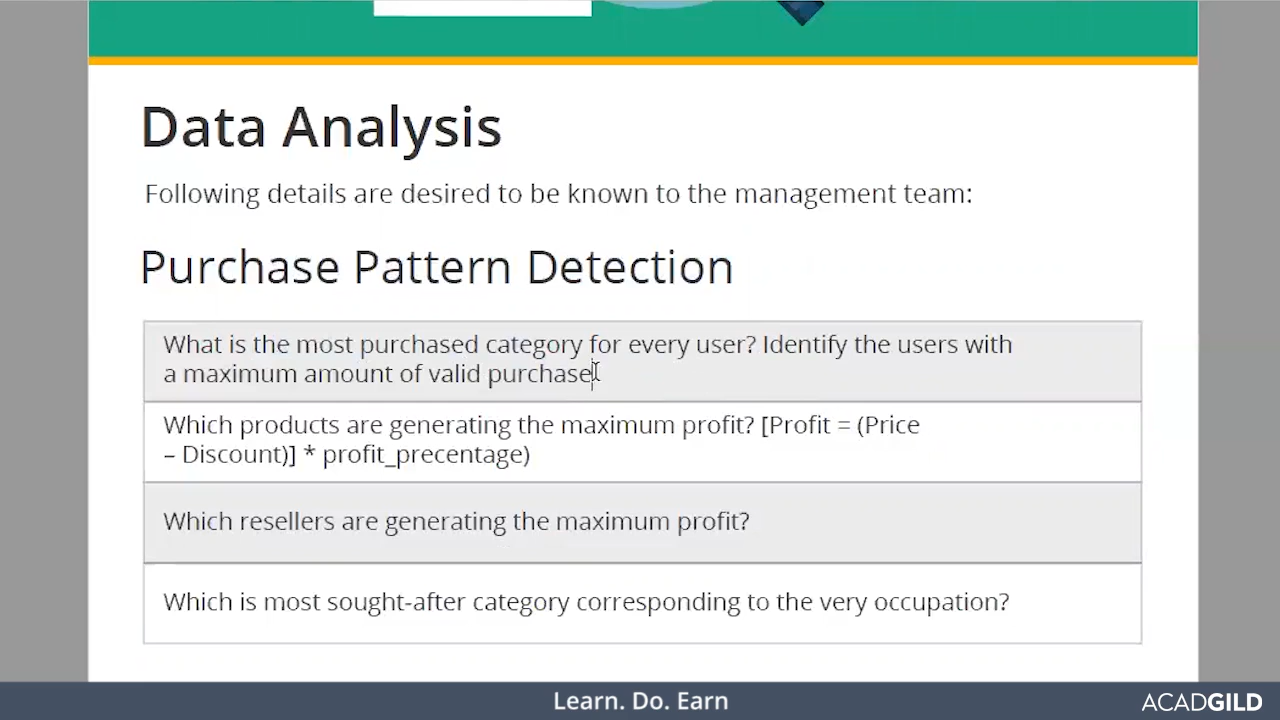 Data Analysis
Following details are desired to be known to the management team:
Purchase Pattern Detection
What is the most purchased category for every user? Identify the users with
a maximum amount of valid purchase
Which products are generating the maximum profit? [Profit = (Price
– Discount)] * profit_precentage)
Which resellers are generating the maximum profit?
Which is most sought-after category corresponding to the very occupation?
Learn. Do. Earn
ACADGILD